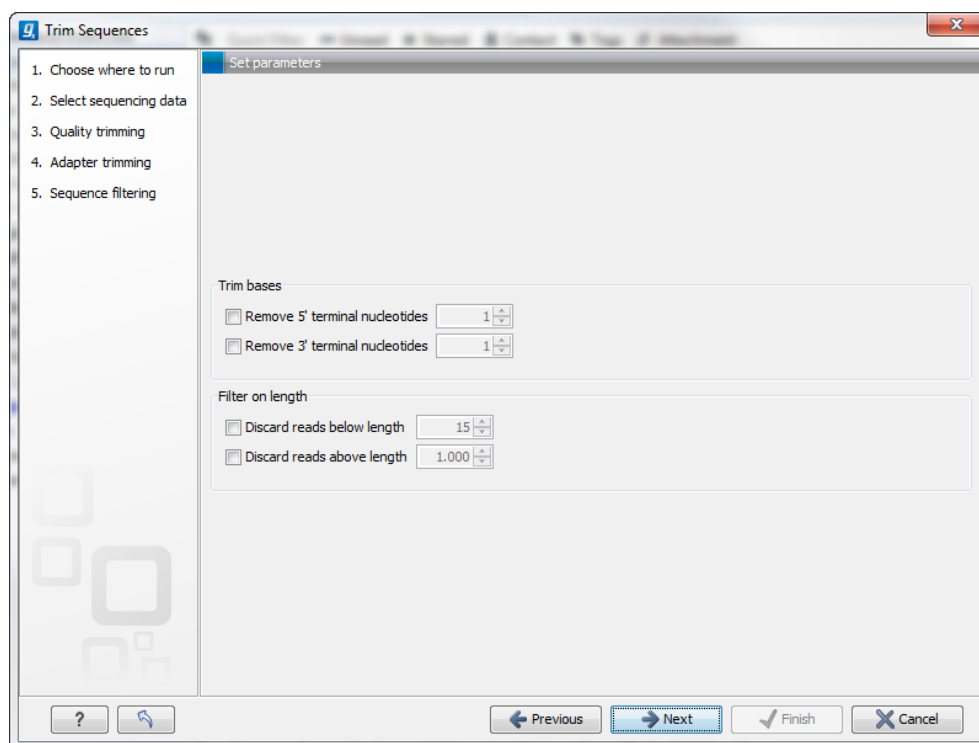 Trim Sequences
1. Choose where to run
2. Select sequencing data
3. Quality trimming
4. Adapter trimming
5. Sequence filtering
Set parameters
Trim bases
Remove 5' terminal nucleotides 1
Remove 3' terminal nucleotides 1
Filter on length
Discard reads below length 15
Discard reads above length 1.000
? Previous Next Finish Cancel